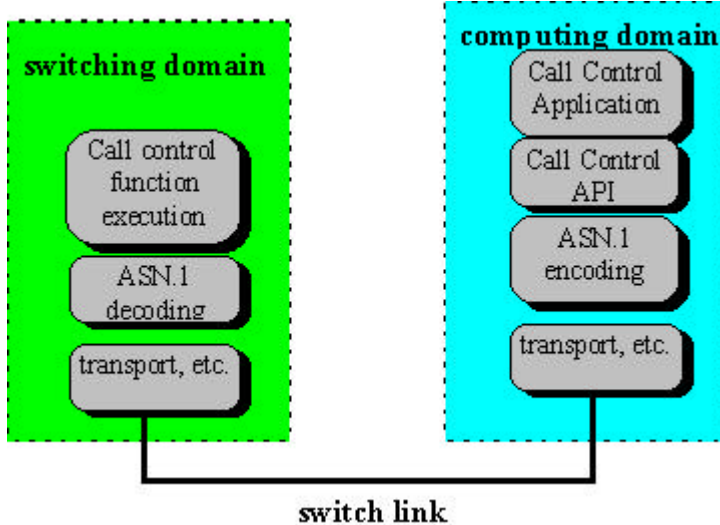 switching domain
Call control
function
execution
ASN.1
decoding
transport, etc.
computing domain
Call Control
Application
Call Control
API
ASN.1
encoding
transport, etc.
switch link